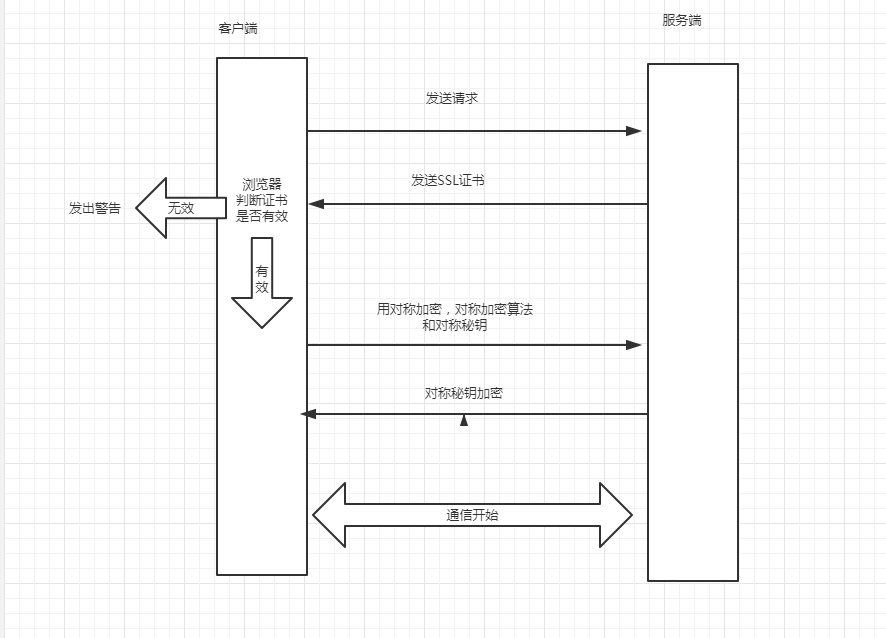 客户端
服务端
发送请求
发送SSL证书
浏览器
判断证书
是否有效
无效
发出警告
有
效
用对称加密，对称加密算法
和对称秘钥
对称秘钥加密
通信开始